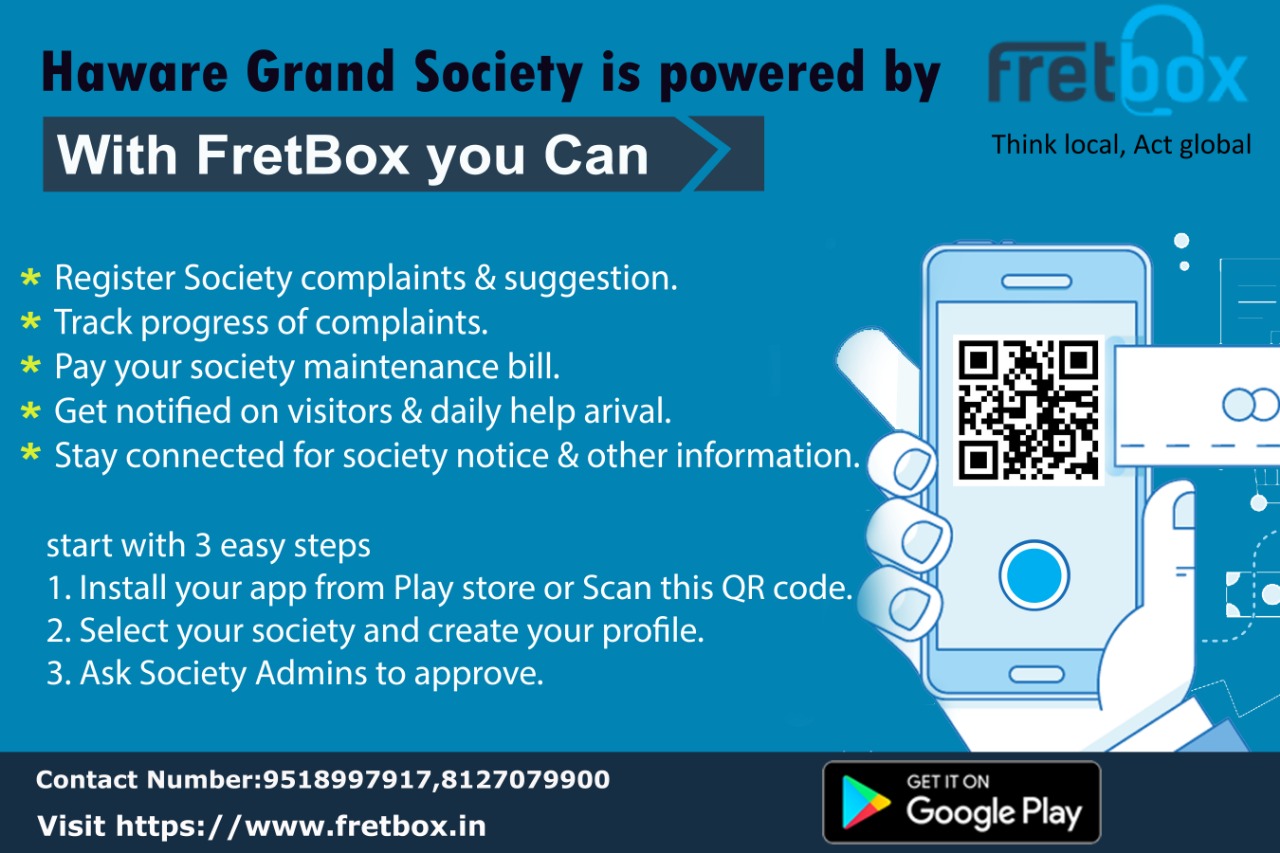 Haware Grand Society is powered by
fretbox
Think local, Act global
With FretBox you Can
* Register Society complaints & suggestion.
* Track progress of complaints.
* Pay your society maintenance bill.
* Get notified on visitors & daily help arival.
* Stay connected for society notice & other information.
start with 3 easy steps
1. Install your app from Play store or Scan this QR code.
2. Select your society and create your profile.
3. Ask Society Admins to approve.
Contact Number:9518997917,8127079900
Visit https://www.fretbox.in
GET IT ON
Google Play